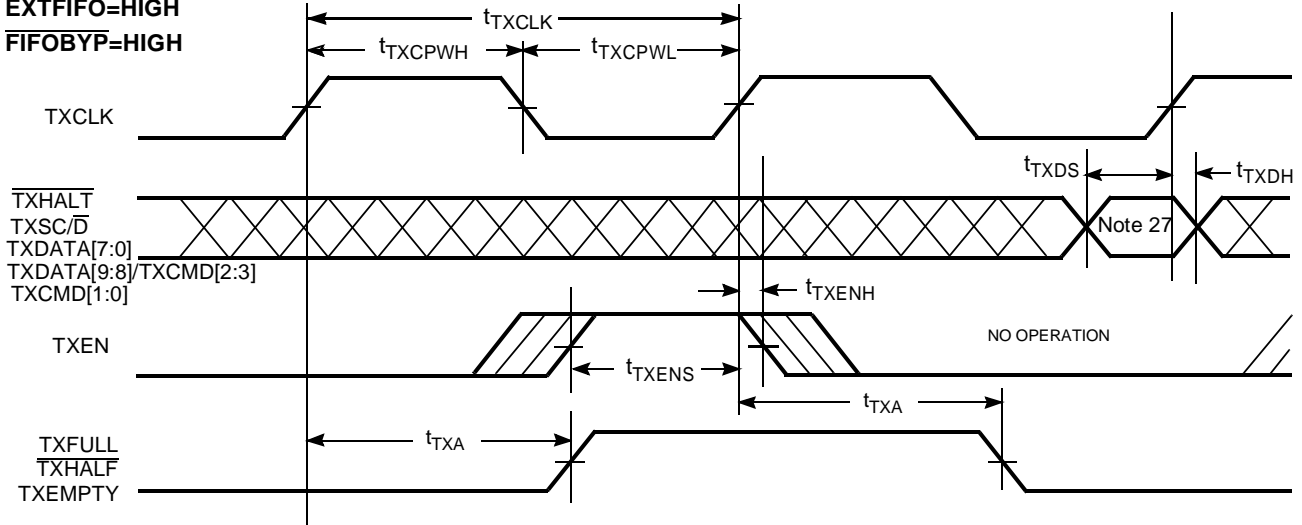 EXTFIFO=HIGH
FIFOBYP=HIGH
tTXCLK
tTXCPWH
tTXCPWL
TXCLK
tTXDS
tTXDH
TXHALT
TXSC/D
TXDATA[7:0]
TXDATA[9:8]/TXCMD[2:3]
TXCMD[1:0]
Note 27
tTXENH
TXEN
NO OPERATION
tTXENS
tTXA
tTXA
TXFULL
TXHALF
TXEMPTY